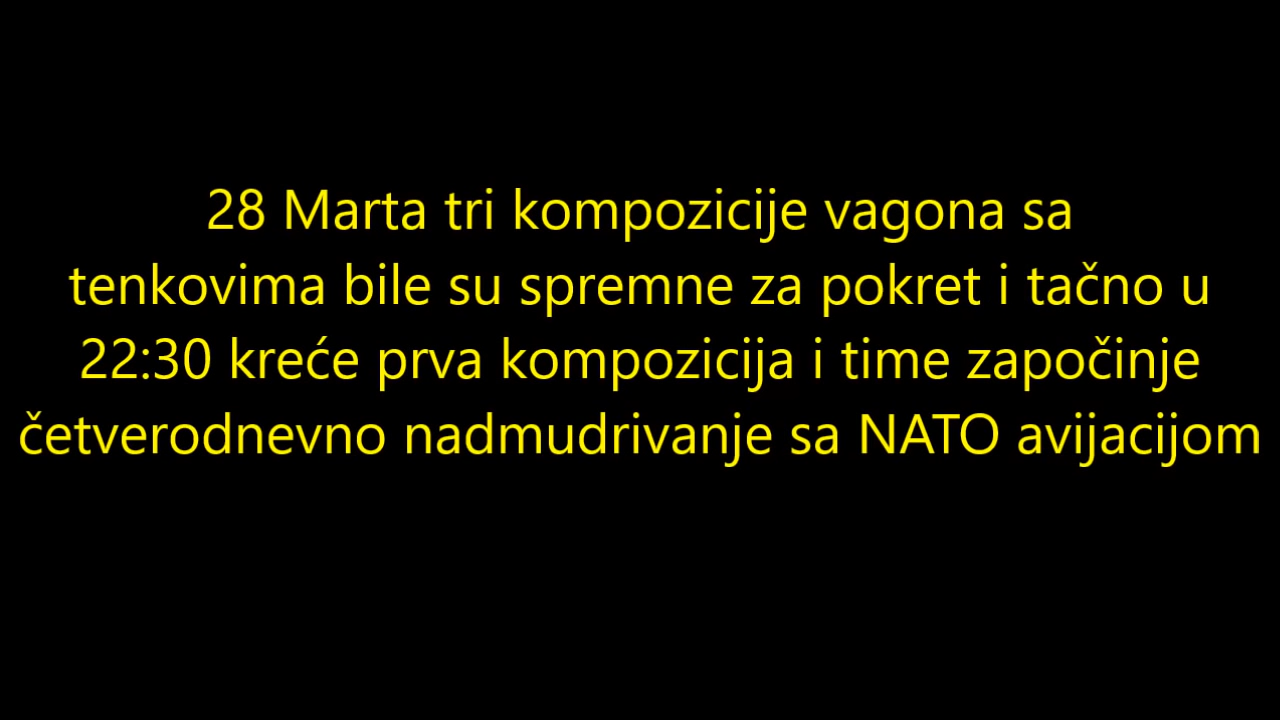 28 Marta tri kompozicije vagona sa
tenkovima bile su spremne za pokret i tačno u
22:30 kreće prva kompozicija i time započinje
četverodnevno nadmudrivanje sa NATO avijacijom